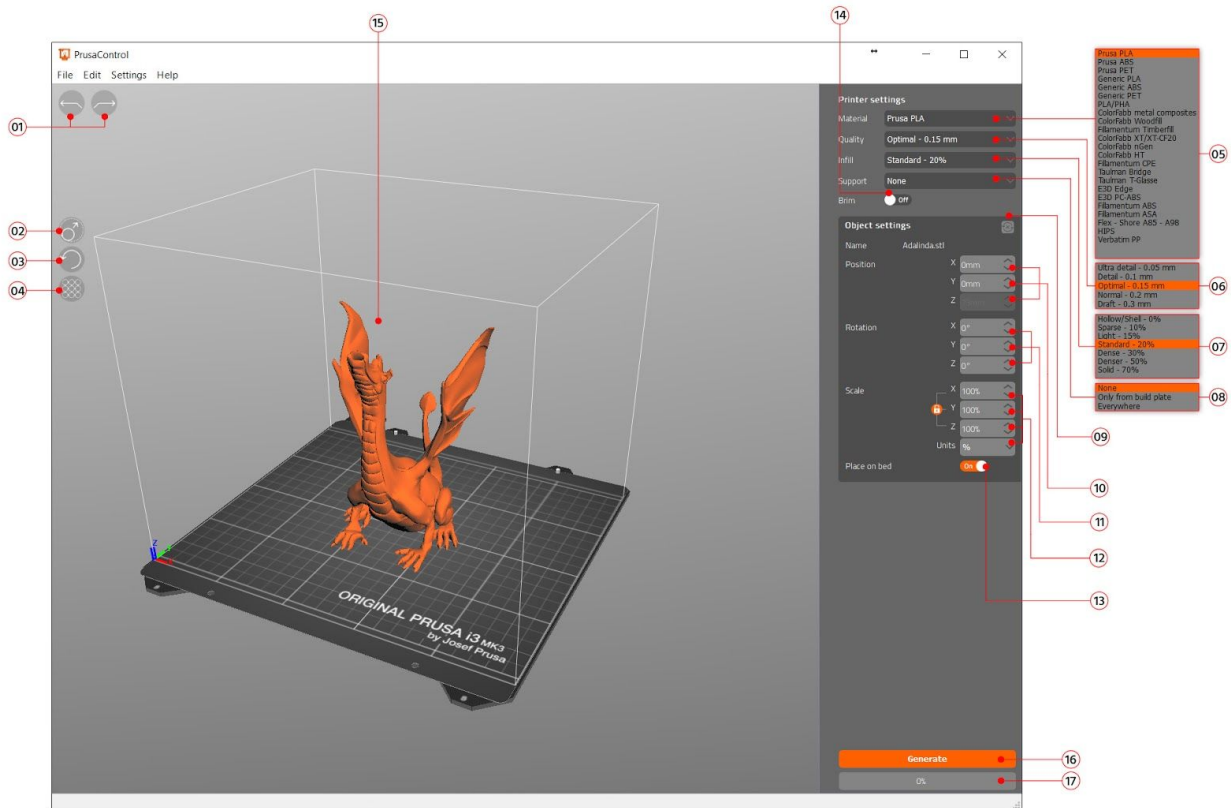 15
14
PrusaControl
File Edit Settings Help
01
02
03
04
ORIGINAL PRUSA i3 MK3
by Josef Prusa
Printer settings
Material Prusa PLA
Quality Optimal - 0.15 mm
Infill Standard - 20%
Support None
Brim Off
Object settings
Name Adalinda.stl
Position X 0mm
Y 0mm
Z
Rotation X 0°
Y 0°
Z 0°
Scale X 100%
Y 100%
Z 100%
Units %
Place on bed On
Generate
0%
Prusa PLA
Prusa ABS
Prusa PET
Generic PLA
Generic ABS
Generic PET
PLA/PHA
ColorFabb metal composites
ColorFabb Woodfill
Fillamentum Timberfill
ColorFabb XT/XT-CF20
ColorFabb nGen
ColorFabb HT
Fillamentum CPE
Taulman Bridge
Taulman T-Glasse
E3D Edge
E3D PC-ABS
Fillamentum ABS
Fillamentum ASA
Flex - Shore A85 - A98
HIPS
Verbatim PP
05
Ultra detail - 0.05 mm
Detail - 0.1 mm
Optimal - 0.15 mm
Normal - 0.2 mm
Draft - 0.3 mm
06
Hollow/Shell - 0%
Sparse - 10%
Light - 15%
Standard - 20%
Dense - 30%
Denser - 50%
Solid - 70%
07
None
Only from build plate
Everywhere
08
09
10
11
12
13
16
17
Z